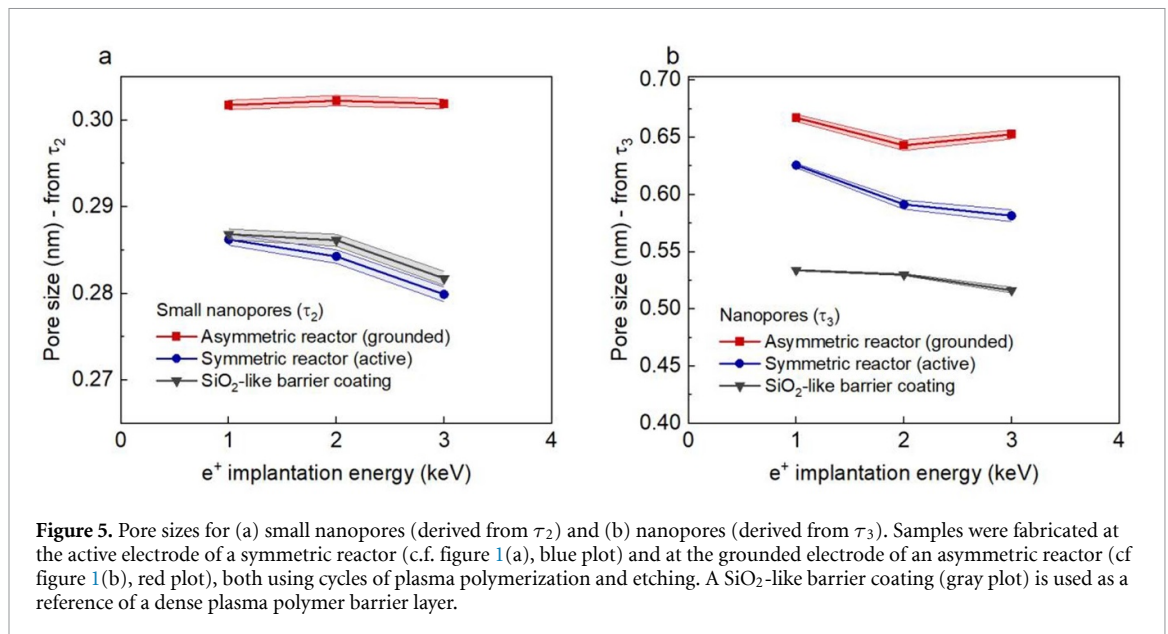 a
Pore size (nm) - from τ2
0.30
0.29
0.28
0.27
Small nanopores (τ2)
Asymmetric reactor (grounded)
Symmetric reactor (active)
SiO2-like barrier coating
0 1 2 3 4
e+ implantation energy (keV)
b
Pore size (nm) - from τ3
0.70
0.65
0.60
0.55
0.50
0.45
0.40
Nanopores (τ3)
Asymmetric reactor (grounded)
Symmetric reactor (active)
SiO2-like barrier coating
0 1 2 3 4
e+ implantation energy (keV)
Figure 5. Pore sizes for (a) small nanopores (derived from τ2) and (b) nanopores (derived from τ3). Samples were fabricated at
the active electrode of a symmetric reactor (c.f. figure 1(a), blue plot) and at the grounded electrode of an asymmetric reactor (cf
figure 1(b), red plot), both using cycles of plasma polymerization and etching. A SiO2-like barrier coating (gray plot) is used as a
reference of a dense plasma polymer barrier layer.